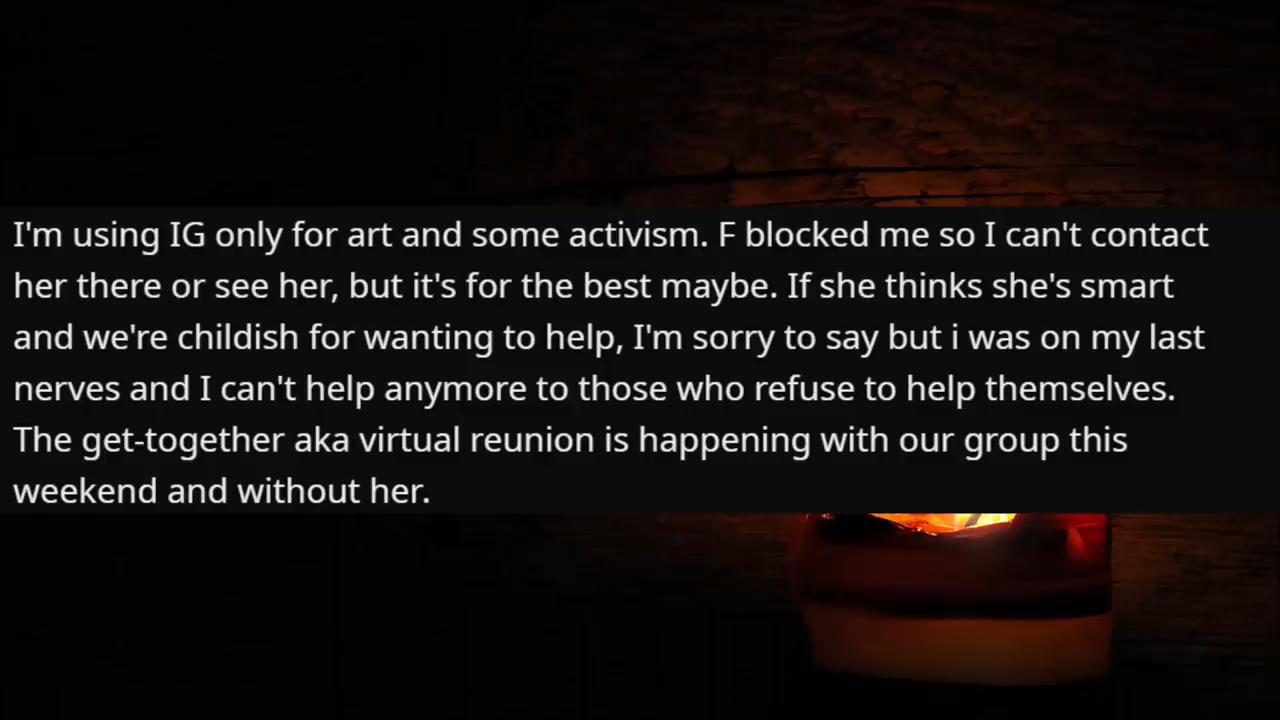 I'm using IG only for art and some activism. F blocked me so I can't contact
her there or see her, but it's for the best maybe. If she thinks she's smart
and we're childish for wanting to help, I'm sorry to say but i was on my last
nerves and I can't help anymore to those who refuse to help themselves.
The get-together aka virtual reunion is happening with our group this
weekend and without her.